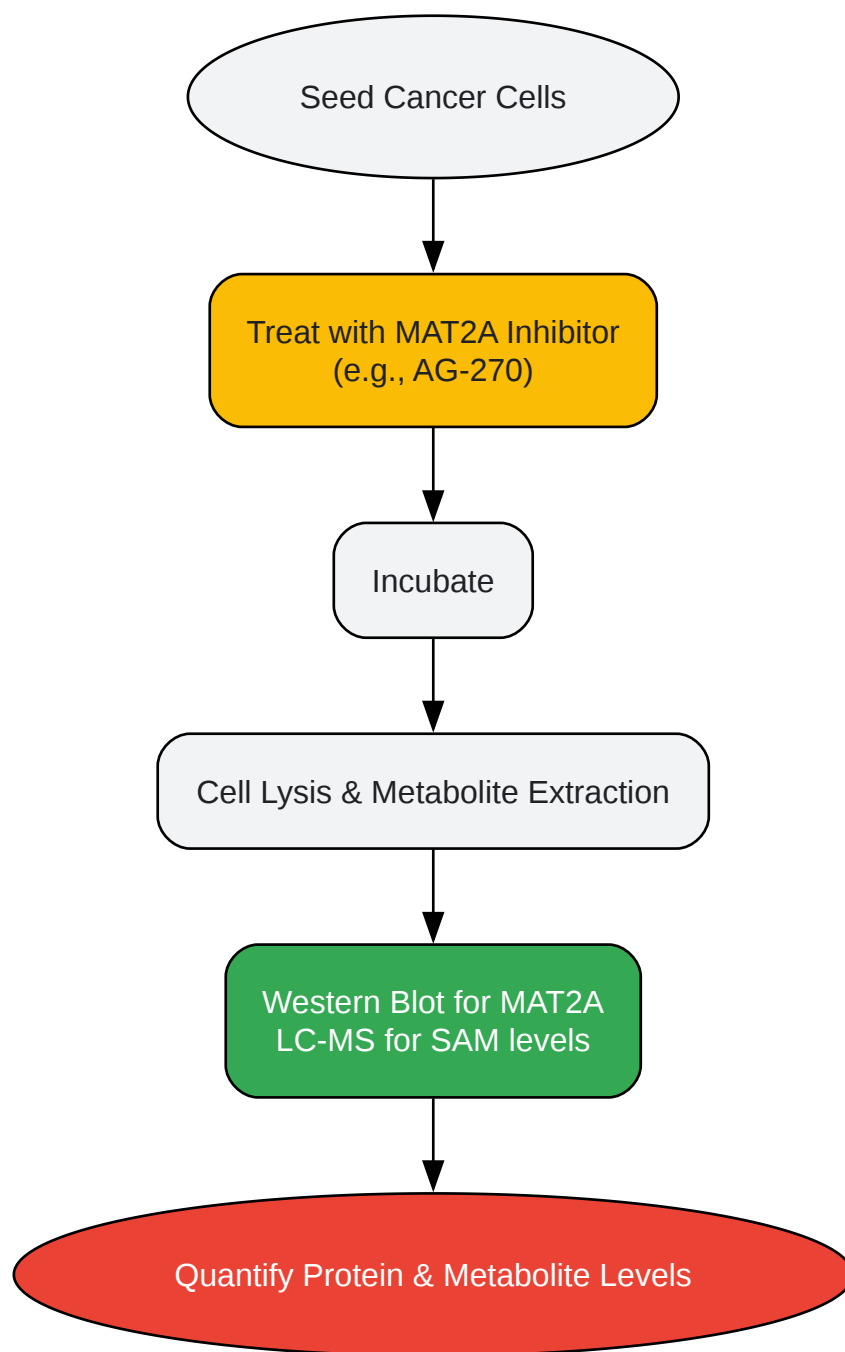 Seed Cancer Cells
Treat with MAT2A Inhibitor
(e.g., AG-270)
Incubate
Cell Lysis & Metabolite Extraction
Western Blot for MAT2A
LC-MS for SAM levels
Quantify Protein & Metabolite Levels